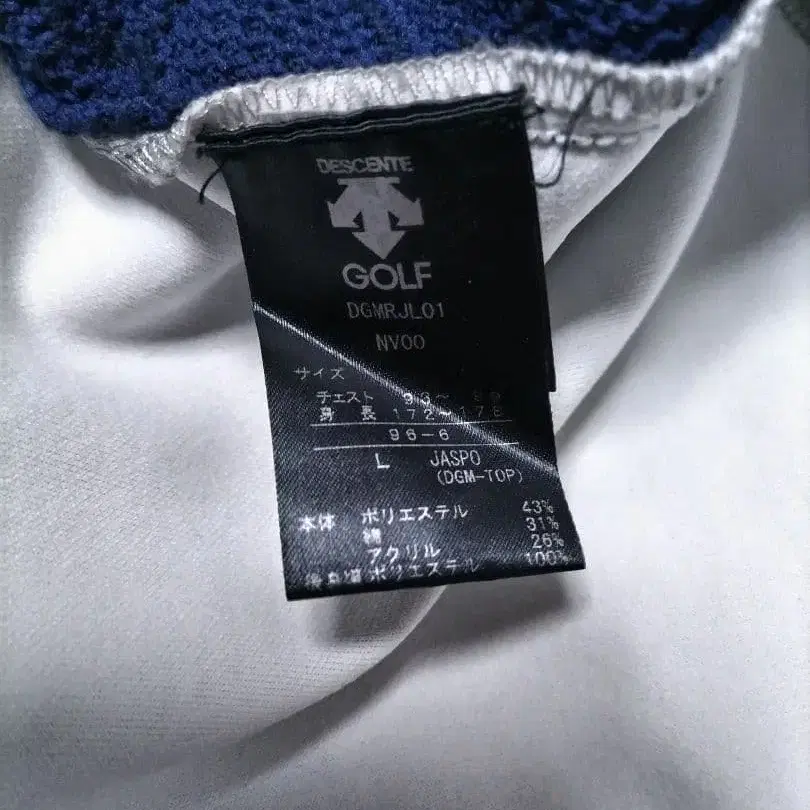 DESCENTE
GOLF
DGMRJL01
NV00
サイズ
チェスト 93~99
身長 172~178
96-6
L JASPO
(DGM-TOP)
本体 ポリエステル 43%
綿 31%
アクリル 26%
ポリエステル 100%